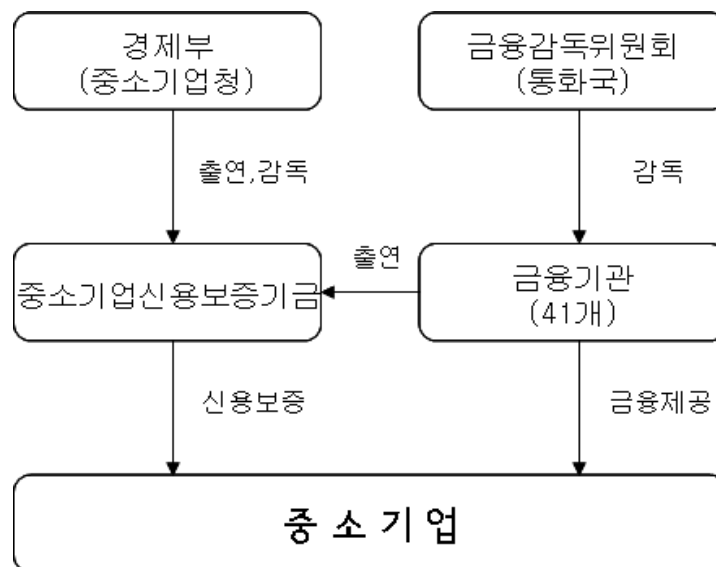 경제부
(중소기업청)
금융감독위원회
(통화국)
출연,감독
감독
중소기업신용보증기금
출연
금융기관
(41개)
신용보증
금융제공
중 소 기 업